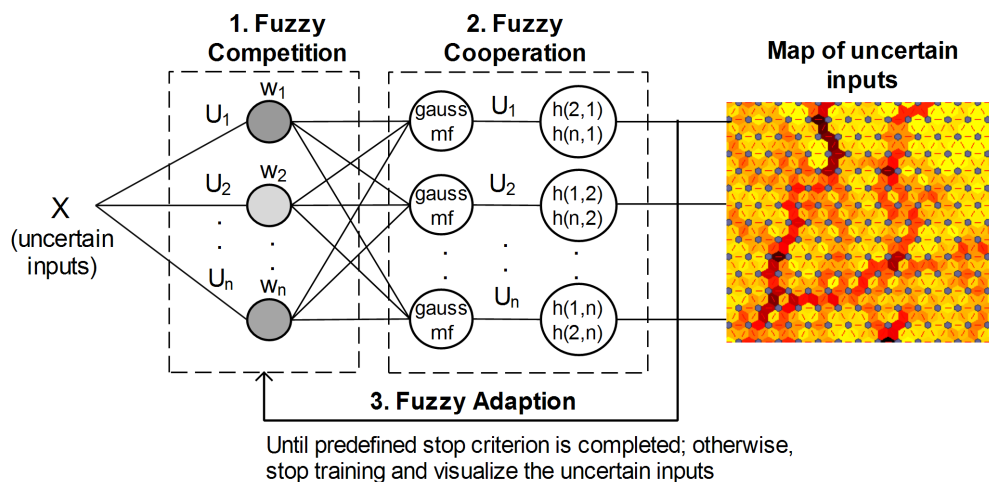 1. Fuzzy
Competition
2. Fuzzy
Cooperation
Map of uncertain
inputs
X
(uncertain
inputs)
U1
w1
U2
w2
.
.
.
.
Un
wn
gauss
mf
U1
h(2,1)
h(n,1)
gauss
mf
U2
h(1,2)
h(n,2)
.
.
.
.
.
.
gauss
mf
Un
h(1,n)
h(2,n)
3. Fuzzy Adaption
Until predefined stop criterion is completed; otherwise,
stop training and visualize the uncertain inputs